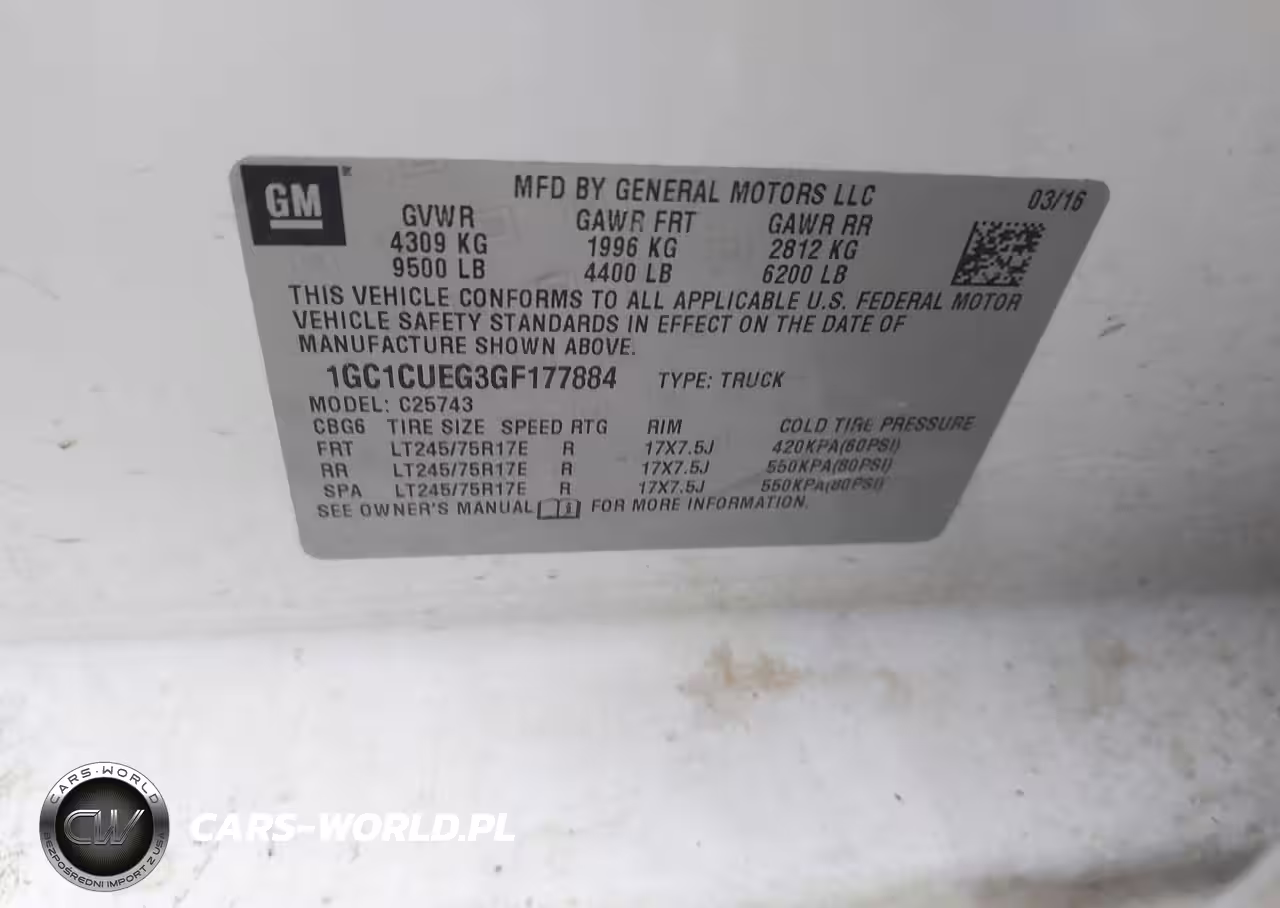 GM
MFD BY GENERAL MOTORS LLC 03/16
GVWR GAWR FRT GAWR RR
4309 KG 1996 KG 2812 KG
9500 LB 4400 LB 6200 LB
THIS VEHICLE CONFORMS TO ALL APPLICABLE U.S. FEDERAL MOTOR
VEHICLE SAFETY STANDARDS IN EFFECT ON THE DATE OF
MANUFACTURE SHOWN ABOVE.
1GC1CUEG3GF177884 TYPE: TRUCK
MODEL: C25743
CBG6 TIRE SIZE SPEED RTG RIM COLD TIRE PRESSURE
FRT LT245/75R17E R 17X7.5J 420KPA(60PSI)
RR LT245/75R17E R 17X7.5J 550KPA(80PSI)
SPA LT245/75R17E R 17X7.5J 550KPA(80PSI)
SEE OWNER'S MANUAL FOR MORE INFORMATION.
CARS-WORLD
CW
BEZPOŚREDNI IMPORT Z USA
CARS-WORLD.PL